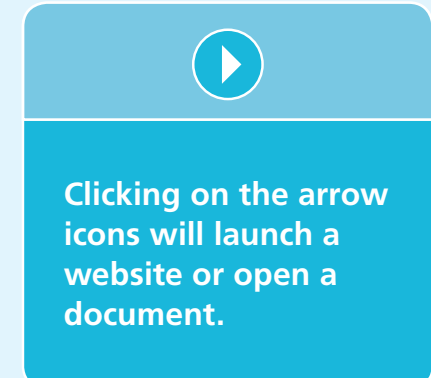 Clicking on the arrow
icons will launch a
website or open a
document.